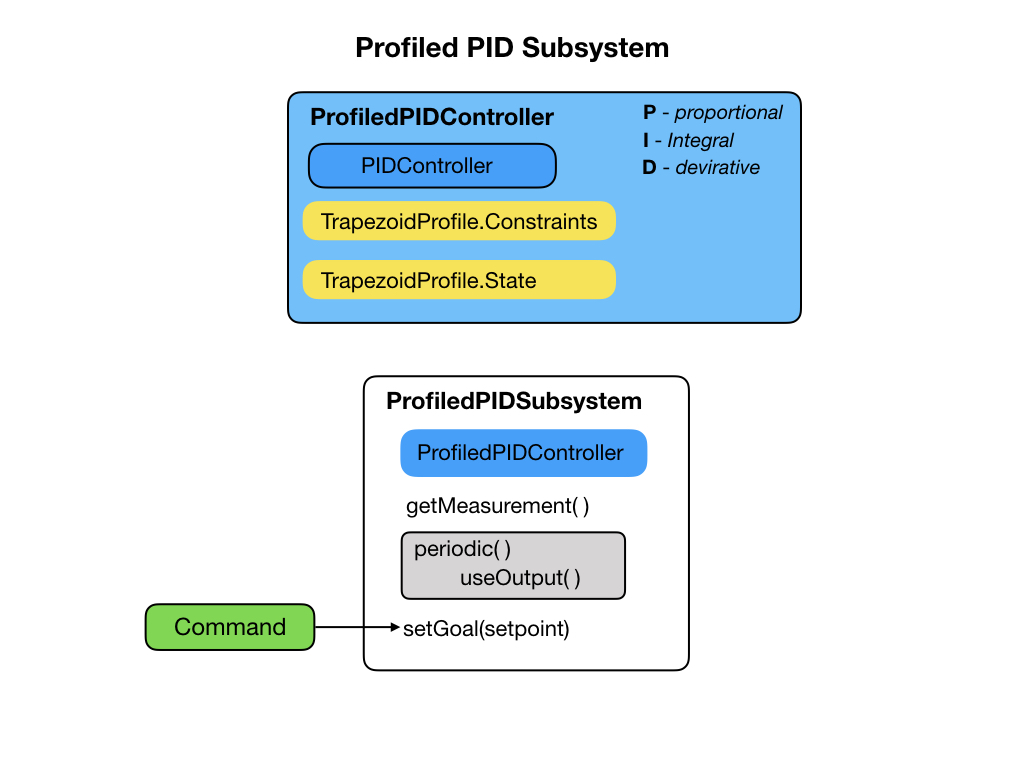 Profiled PID Subsystem
ProfiledPIDController
P - proportional
I - Integral
D - devirative
PIDController
TrapezoidProfile.Constraints
TrapezoidProfile.State
ProfiledPIDSubsystem
ProfiledPIDController
getMeasurement( )
periodic( )
useOutput( )
Command
setGoal(setpoint)